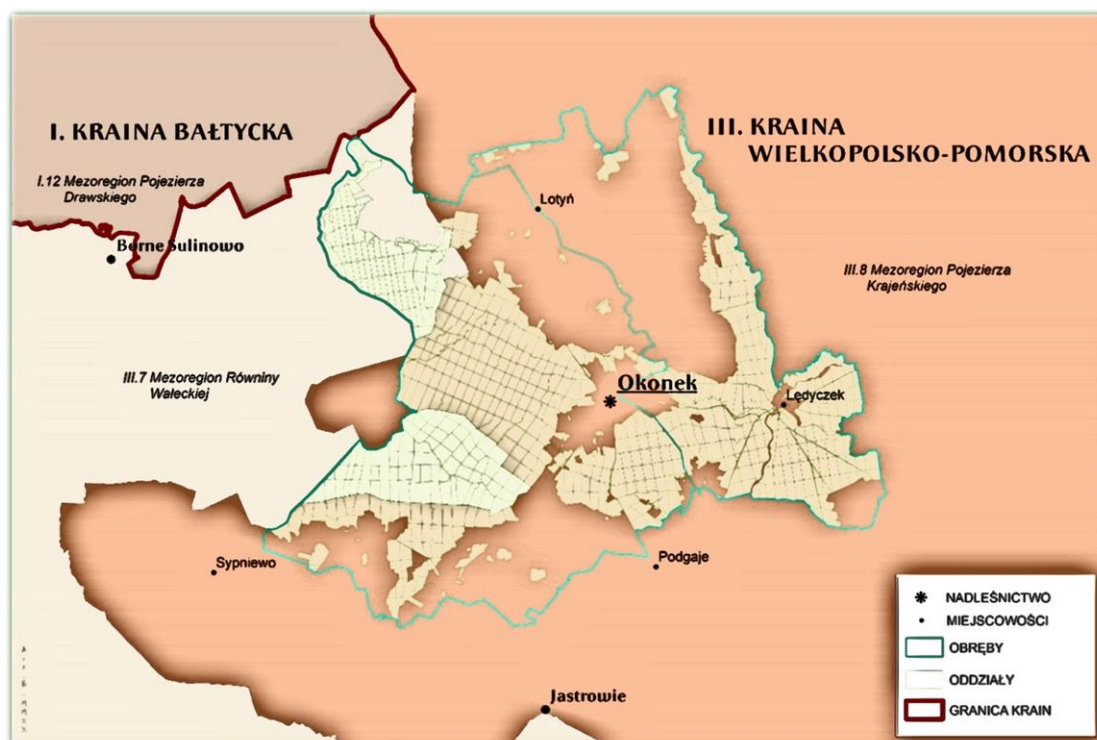 I. KRAINA BAŁTYCKA
I.12 Mezoregion Pojezierza
Drawskiego
Borne Sulinowo
III. KRAINA
WIELKOPOLSKO-POMORSKA
Lotyń
III.8 Mezoregion Pojezierza
Krajeńskiego
III.7 Mezoregion Równiny
Wałeckiej
Okonek
Lędyczek
Sypniewo
Podgaje
Jastrowie
NADLEŚNICTWO
MIEJSCOWOŚCI
OBRĘBY
ODDZIAŁY
GRANICA KRAIN